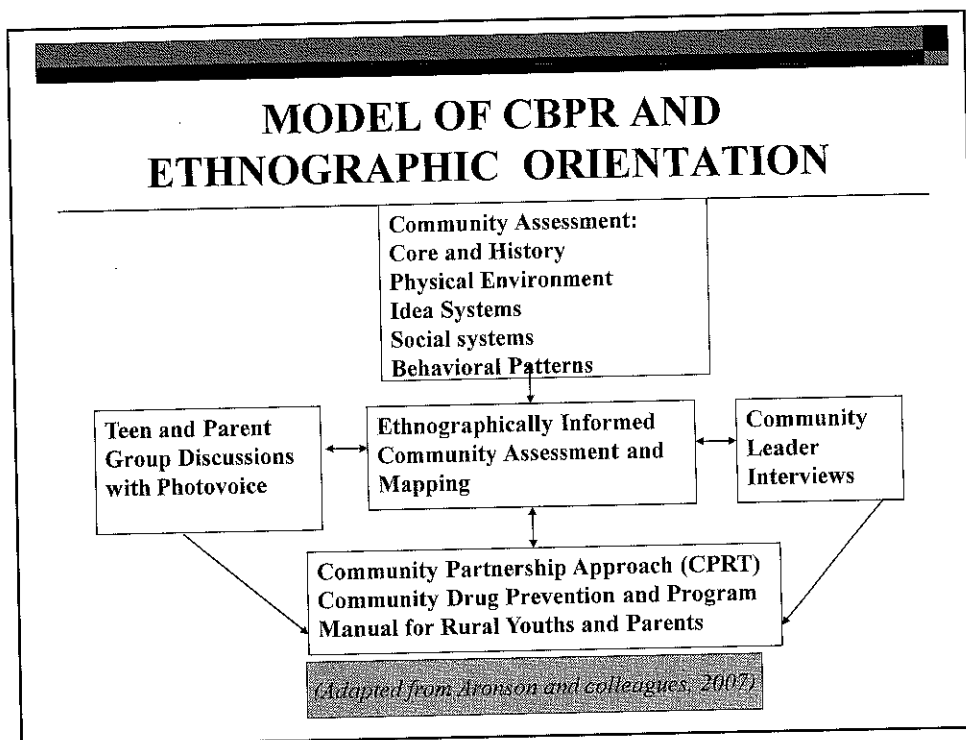 MODEL OF CBPR AND
ETHNOGRAPHIC ORIENTATION
Community Assessment:
Core and History
Physical Environment
Idea Systems
Social systems
Behavioral Patterns
Teen and Parent
Group Discussions
with Photovoice
Ethnographically Informed
Community Assessment and
Mapping
Community
Leader
Interviews
Community Partnership Approach (CPRT)
Community Drug Prevention and Program
Manual for Rural Youths and Parents
(Adapted from Aronson and colleagues, 2007)